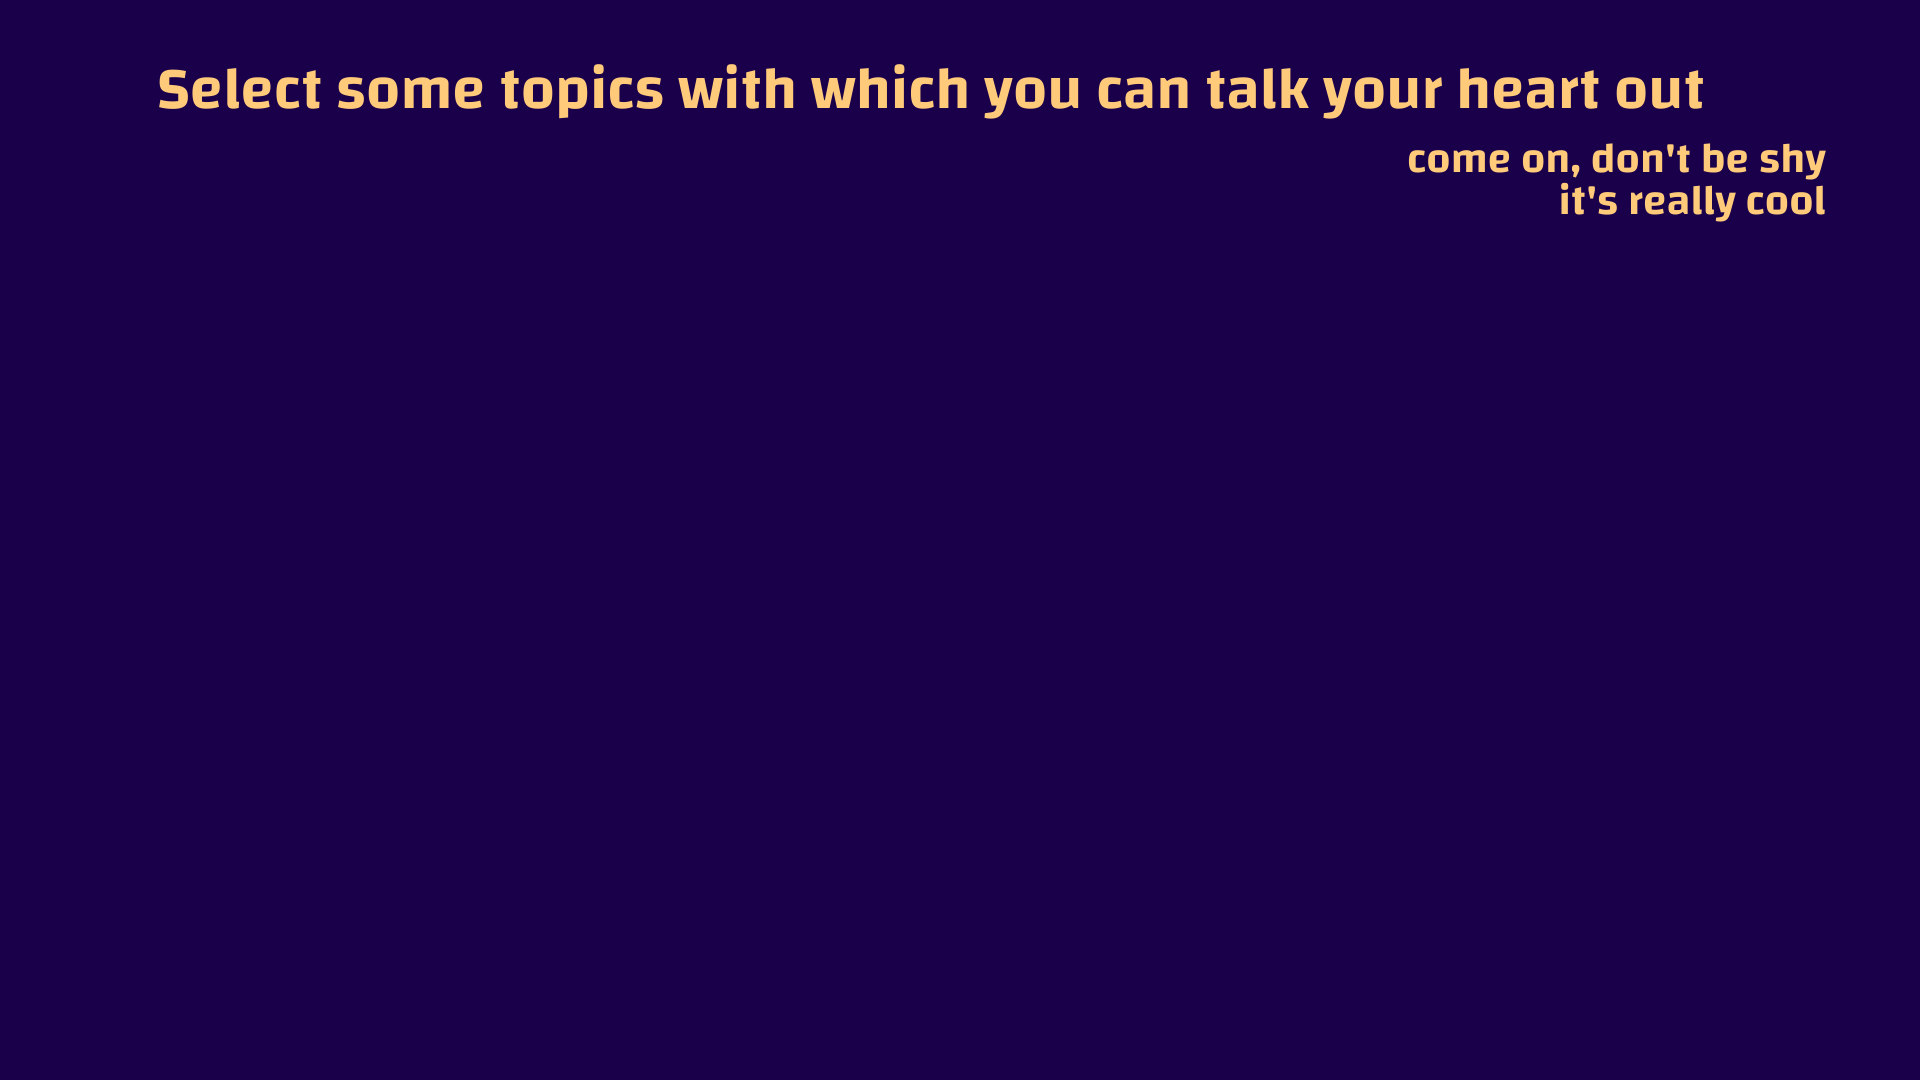 Select some topics with which you can talk your heart out
come on, don't be shy
it's really cool